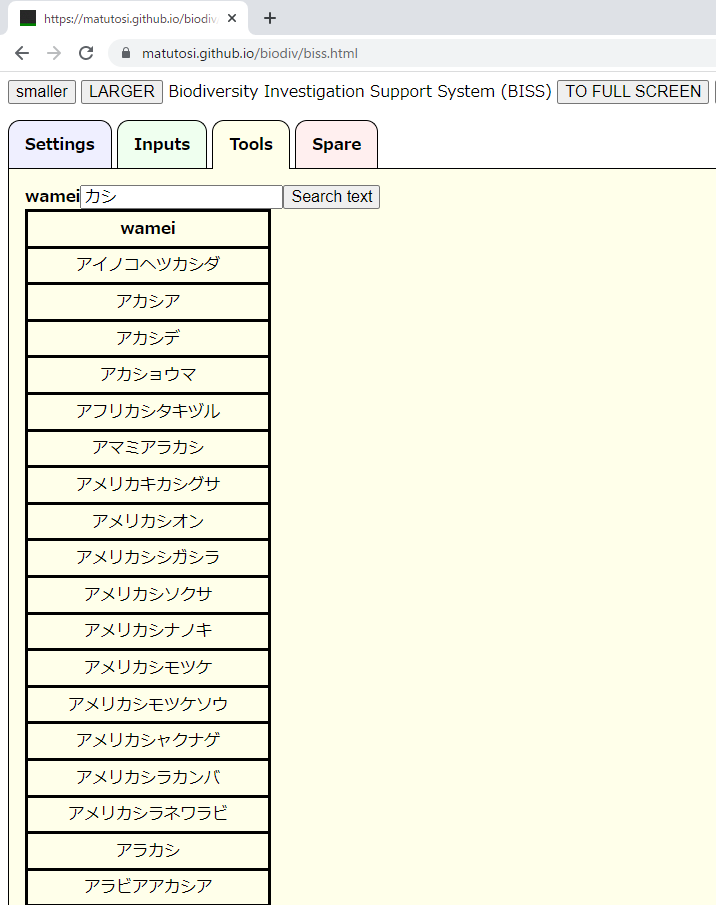 https://matutosi.github.io/biodiv
matutosi.github.io/biodiv/biss.html
smaller LARGER Biodiversity Investigation Support System (BISS) TO FULL SCREEN
Settings Inputs Tools Spare
wamei カシ Search text
wamei
アイノコヘツカシダ
アカシア
アカシデ
アカショウマ
アフリカシタキヅル
アマミアラカシ
アメリカキカシグサ
アメリカシオン
アメリカシシガシラ
アメリカシソクサ
アメリカシナノキ
アメリカシモツケ
アメリカシモツケソウ
アメリカシャクナゲ
アメリカシラカンバ
アメリカシラネワラビ
アラカシ
アラビアアカシア